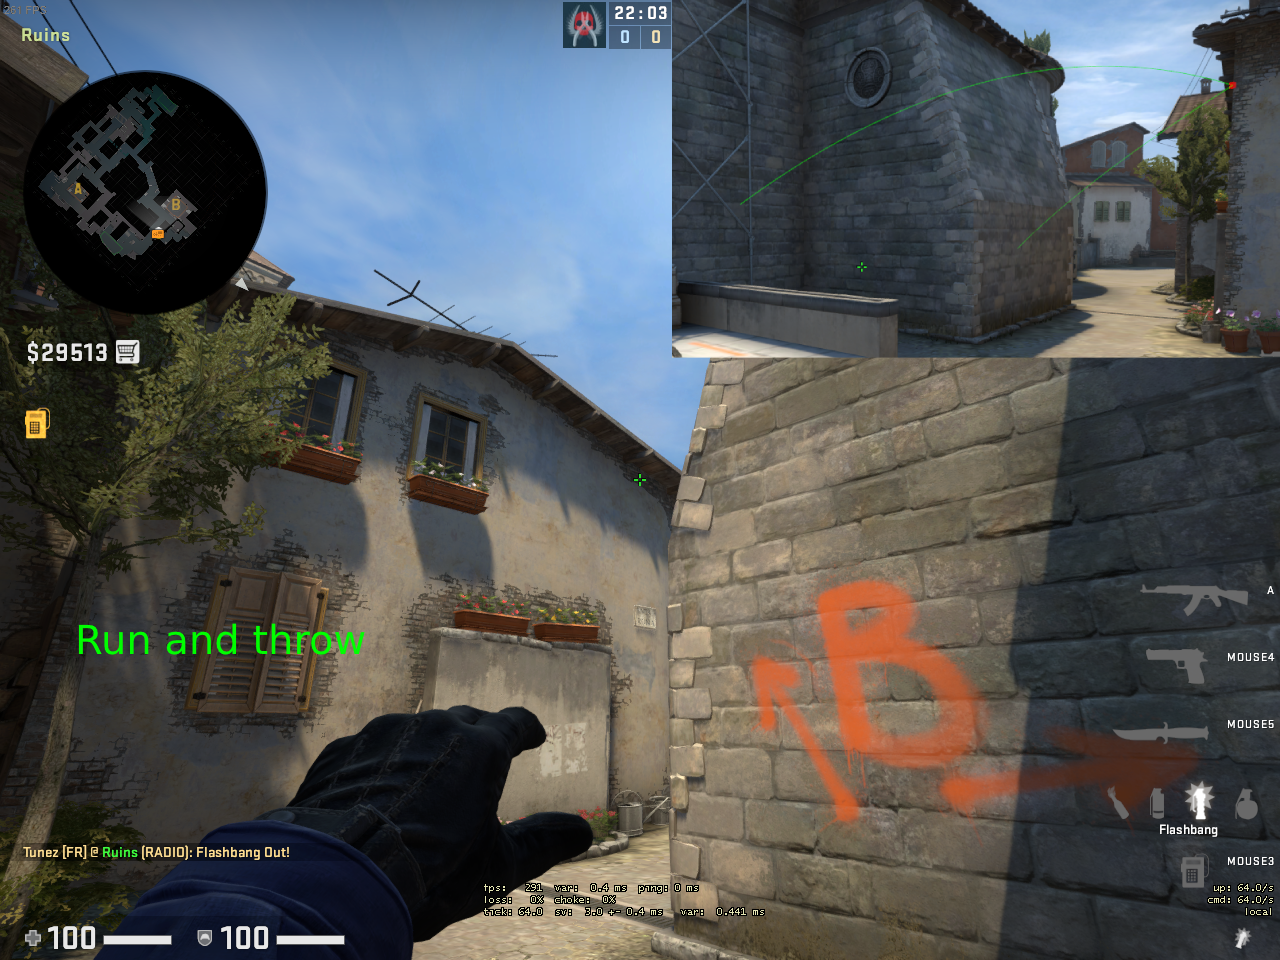 261 FPS
Ruins
22:03
0 0
A
B
$29513
Run and throw
B
A
MOUSE4
MOUSE5
Flashbang
MOUSE3
Tunez [FR] @ Ruins (RADIO): Flashbang Out!
fps: 291 var: 0.4 ms ping: 0 ms
loss: 0% choke: 0%
tick: 64.0 sv: 3.0 +- 0.4 ms var: 0.441 ms
up: 64.0/s
cmd: 64.0/s
local
100 100